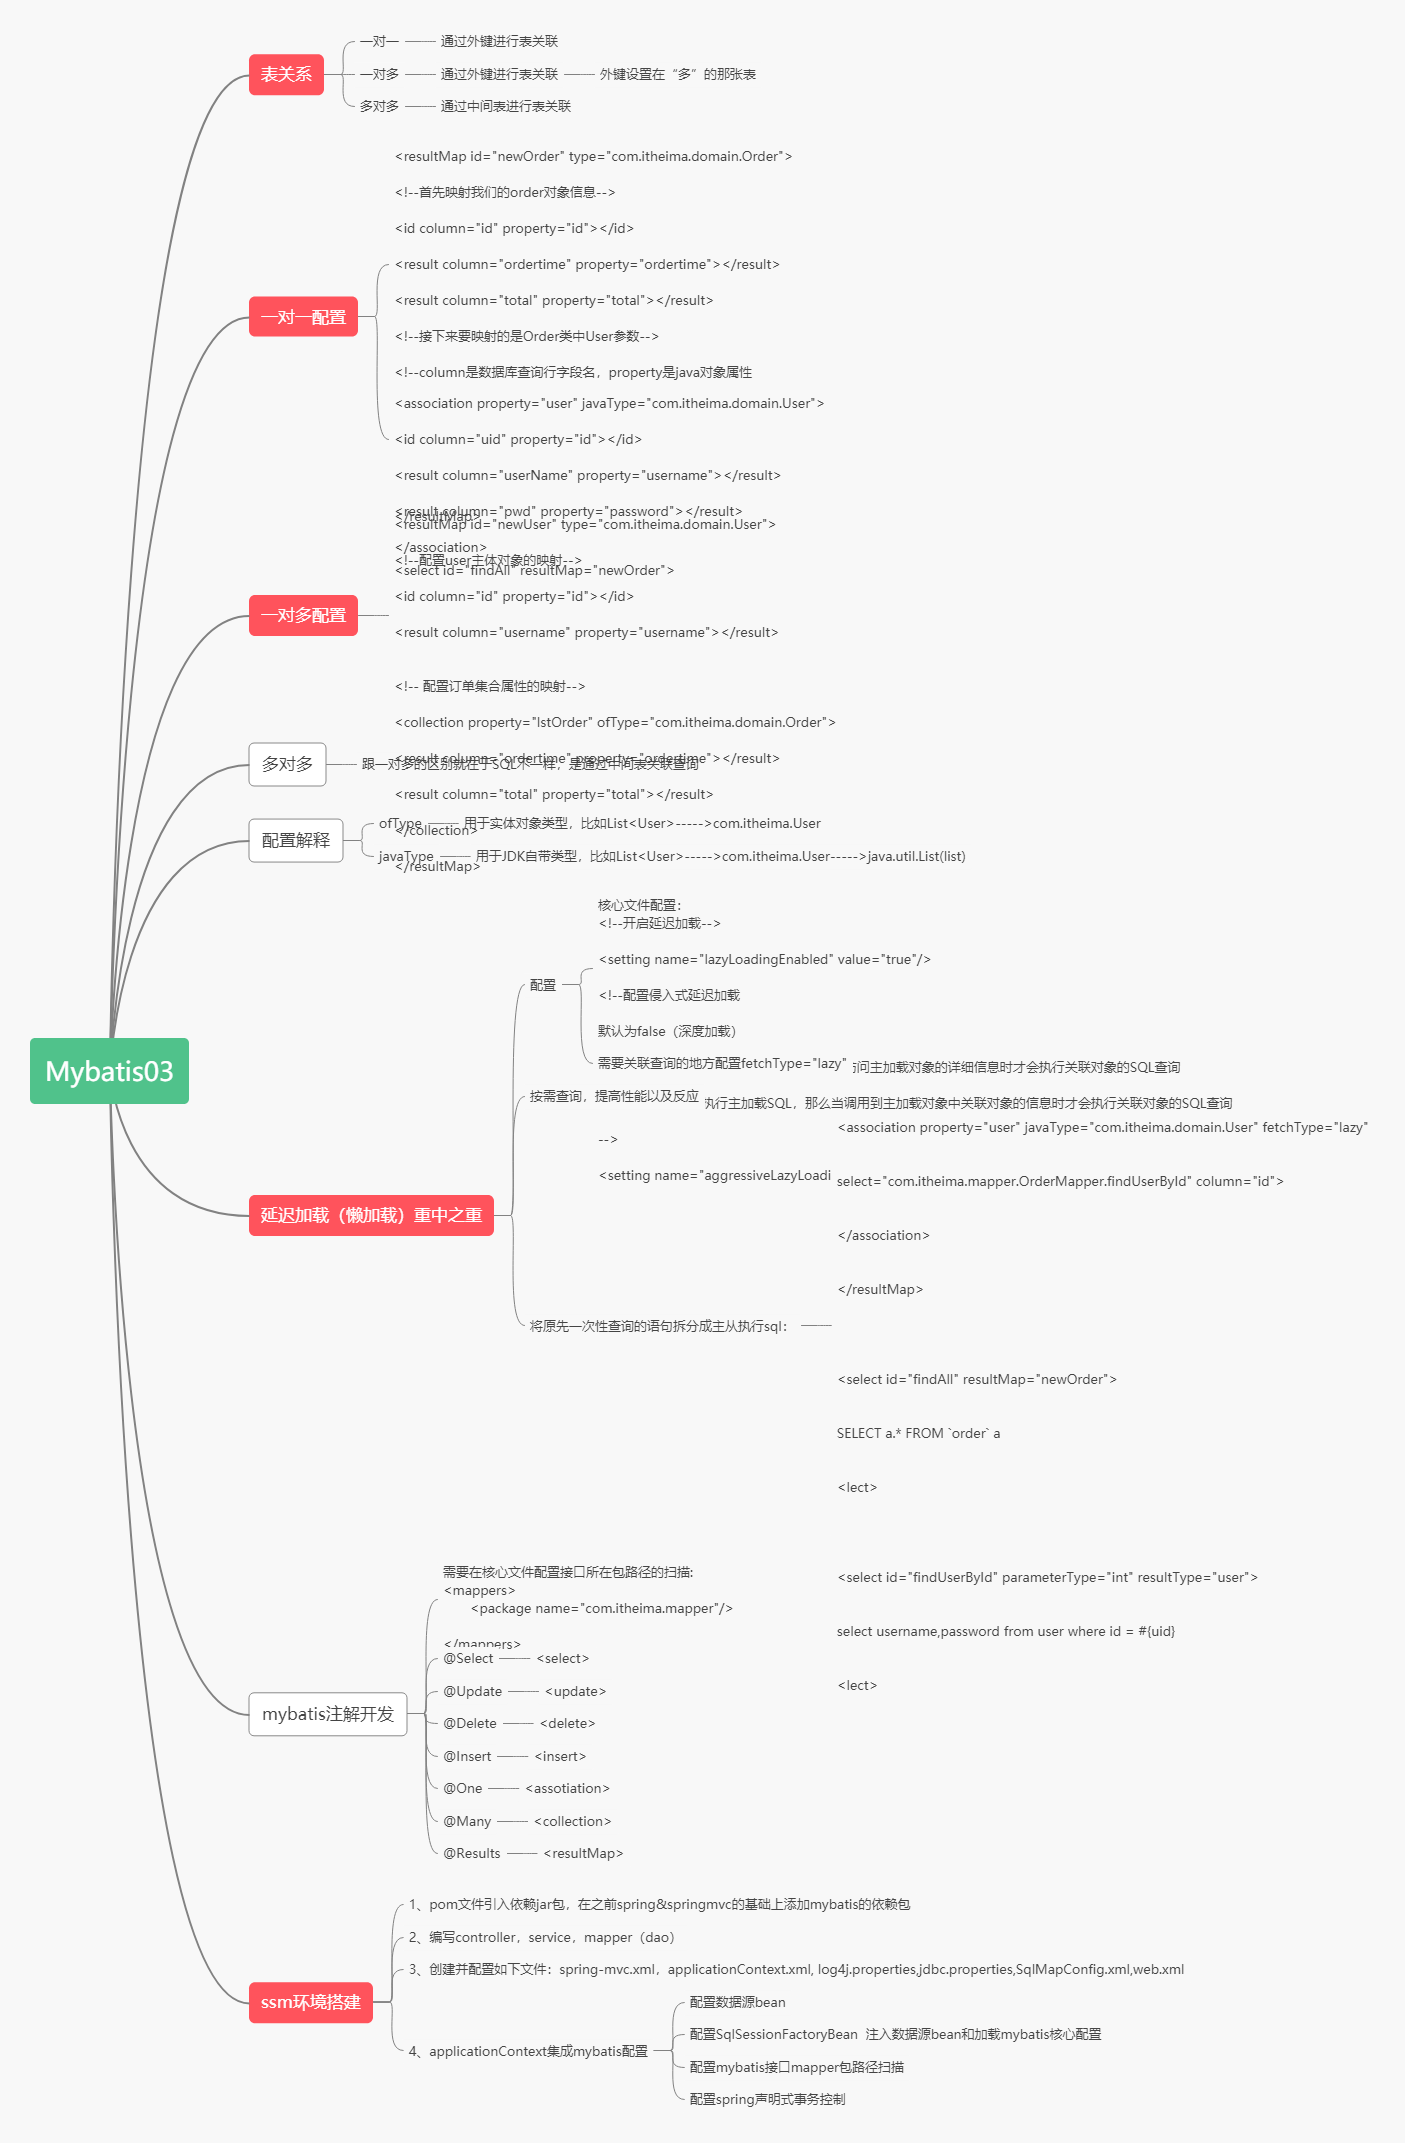 Mybatis03
表关系
一对一
通过外键进行表关联
一对多
通过外键进行表关联
外键设置在“多”的那张表
多对多
通过中间表进行表关联
一对一配置
<resultMap id="newOrder" type="com.itheima.domain.Order">
<!--首先映射我们的order对象信息-->
<id column="id" property="id"></id>
<result column="ordertime" property="ordertime"></result>
<result column="total" property="total"></result>
<!--接下来要映射的是Order类中User参数-->
<!--column是数据库查询行字段名，property是java对象属性
<association property="user" javaType="com.itheima.domain.User">
<id column="uid" property="id"></id>
<result column="userName" property="username"></result>
<result column="pwd" property="password"></result>
</association>
</resultMap>
<select id="findAll" resultMap="newOrder">
一对多配置
<resultMap id="newUser" type="com.itheima.domain.User">
<!--配置user主体对象的映射-->
<id column="id" property="id"></id>
<result column="username" property="username"></result>
<!-- 配置订单集合属性的映射-->
<collection property="lstOrder" ofType="com.itheima.domain.Order">
<result column="ordertime" property="ordertime"></result>
<result column="total" property="total"></result>
</collection>
</resultMap>
多对多
跟一对多的区别就在于SQL不一样，是通过中间表关联查询
配置解释
ofType
用于实体对象类型，比如List<User>----->com.itheima.User
javaType
用于JDK自带类型，比如List<User>----->com.itheima.User----->java.util.List(list)
延迟加载（懒加载）重中之重
配置
核心文件配置：
<!--开启延迟加载-->
<setting name="lazyLoadingEnabled" value="true"/>
<!--配置侵入式延迟加载
默认为false（深度加载）
需要关联查询的地方配置fetchType="lazy"
问主加载对象的详细信息时才会执行关联对象的SQL查询
按需查询，提高性能以及反应
执行主加载SQL，那么当调用到主加载对象中关联对象的信息时才会执行关联对象的SQL查询
-->
<setting name="aggressiveLazyLoadi
将原先一次性查询的语句拆分成主从执行sql：
<association property="user" javaType="com.itheima.domain.User" fetchType="lazy"
select="com.itheima.mapper.OrderMapper.findUserById" column="id">
</association>
</resultMap>
<select id="findAll" resultMap="newOrder">
SELECT a.* FROM `order` a
<lect>
<select id="findUserById" parameterType="int" resultType="user">
select username,password from user where id = #{uid}
<lect>
mybatis注解开发
需要在核心文件配置接口所在包路径的扫描:
<mappers>
<package name="com.itheima.mapper"/>
</mappers>
@Select
<select>
@Update
<update>
@Delete
<delete>
@Insert
<insert>
@One
<assotiation>
@Many
<collection>
@Results
<resultMap>
ssm环境搭建
1、pom文件引入依赖jar包，在之前spring&springmvc的基础上添加mybatis的依赖包
2、编写controller，service，mapper（dao）
3、创建并配置如下文件：spring-mvc.xml，applicationContext.xml, log4j.properties,jdbc.properties,SqlMapConfig.xml,web.xml
4、applicationContext集成mybatis配置
配置数据源bean
配置SqlSessionFactoryBean 注入数据源bean和加载mybatis核心配置
配置mybatis接口mapper包路径扫描
配置spring声明式事务控制